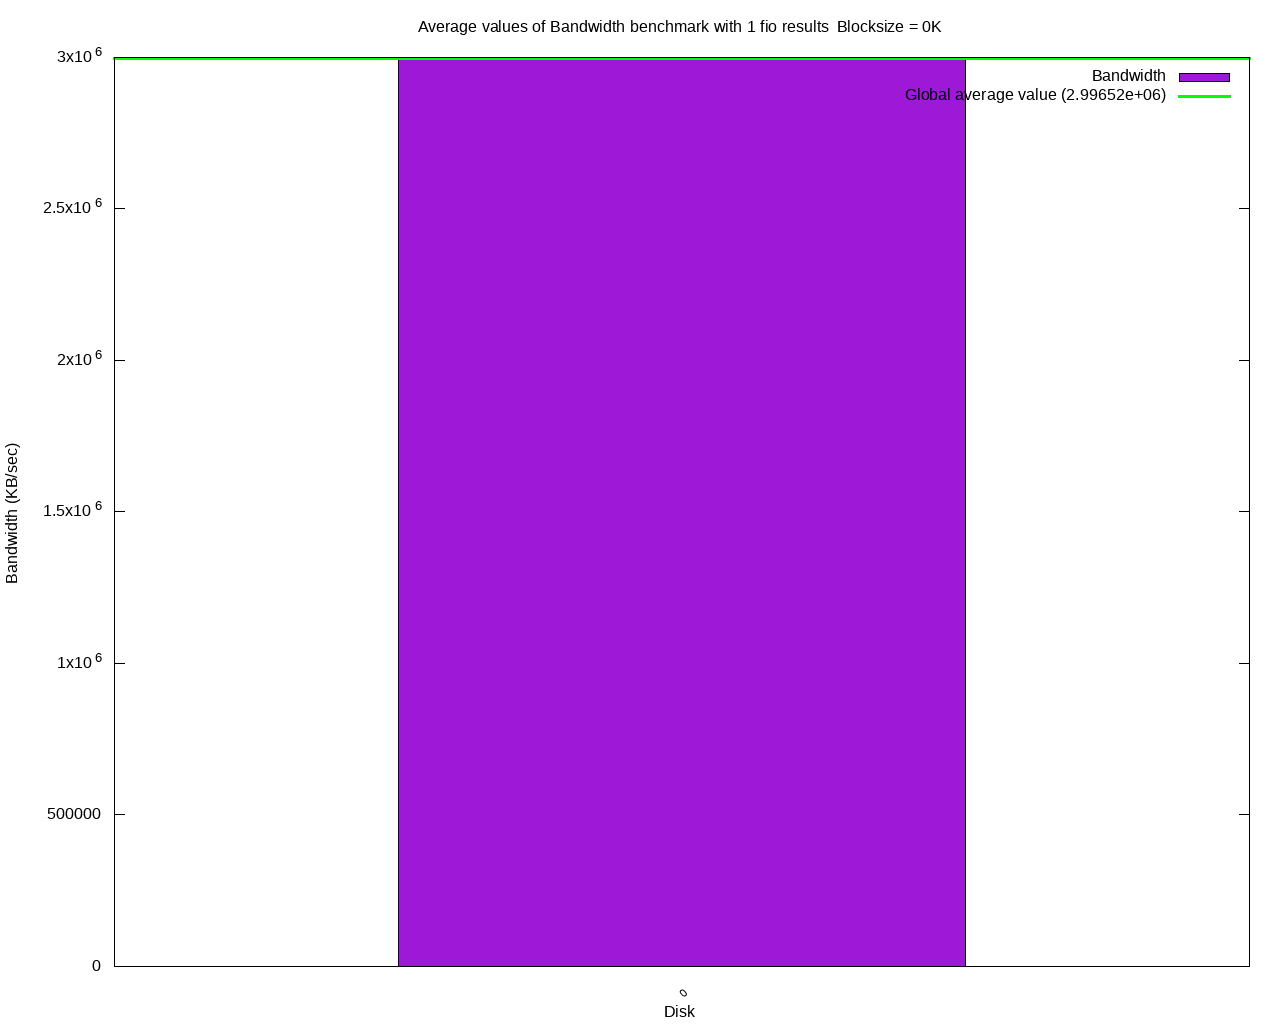 Average values of Bandwidth benchmark with 1 fio results  Blocksize = 0K
3x10 6
Bandwidth
Global average value (2.99652e+06)
2.5x10 6
2x10 6
1.5x10 6
1x10 6
500000
0
Bandwidth (KB/sec)
0
Disk